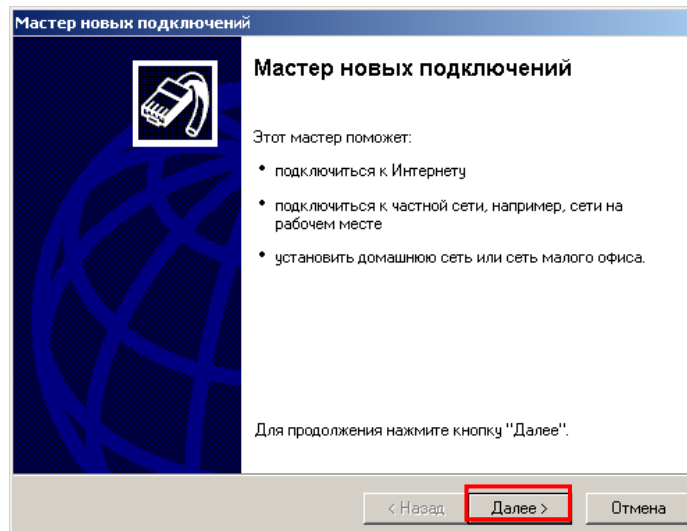 Мастер новых подключений
Мастер новых подключений
Этот мастер поможет:
• подключиться к Интернету
• подключиться к частной сети, например, сети на
рабочем месте
• установить домашнюю сеть или сеть малого офиса.
Для продолжения нажмите кнопку "Далее".
< Назад Далее > Отмена